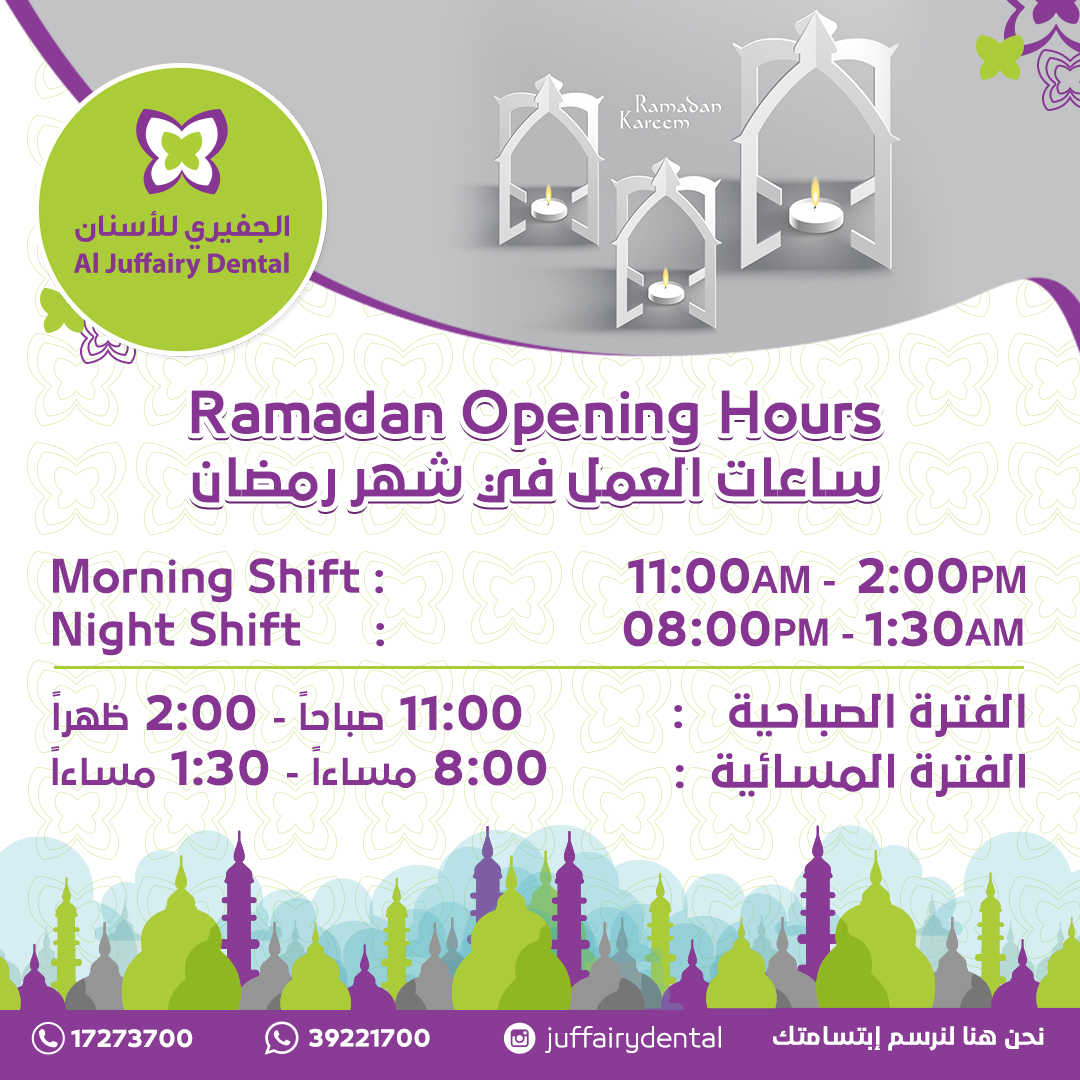 الجفيري للأسنان
Al Juffairy Dental
Ramadan
Kareem
Ramadan Opening Hours
ساعات العمل في شهر رمضان
Morning Shift : 11:00AM - 2:00PM
Night Shift : 08:00PM - 1:30AM
الفترة الصباحية : 11:00 صباحاً - 2:00 ظهراً
الفترة المسائية : 8:00 مساءاً - 1:30 مساءاً
17273700 39221700 juffairydental نحن هنا لنرسم إبتسامتك